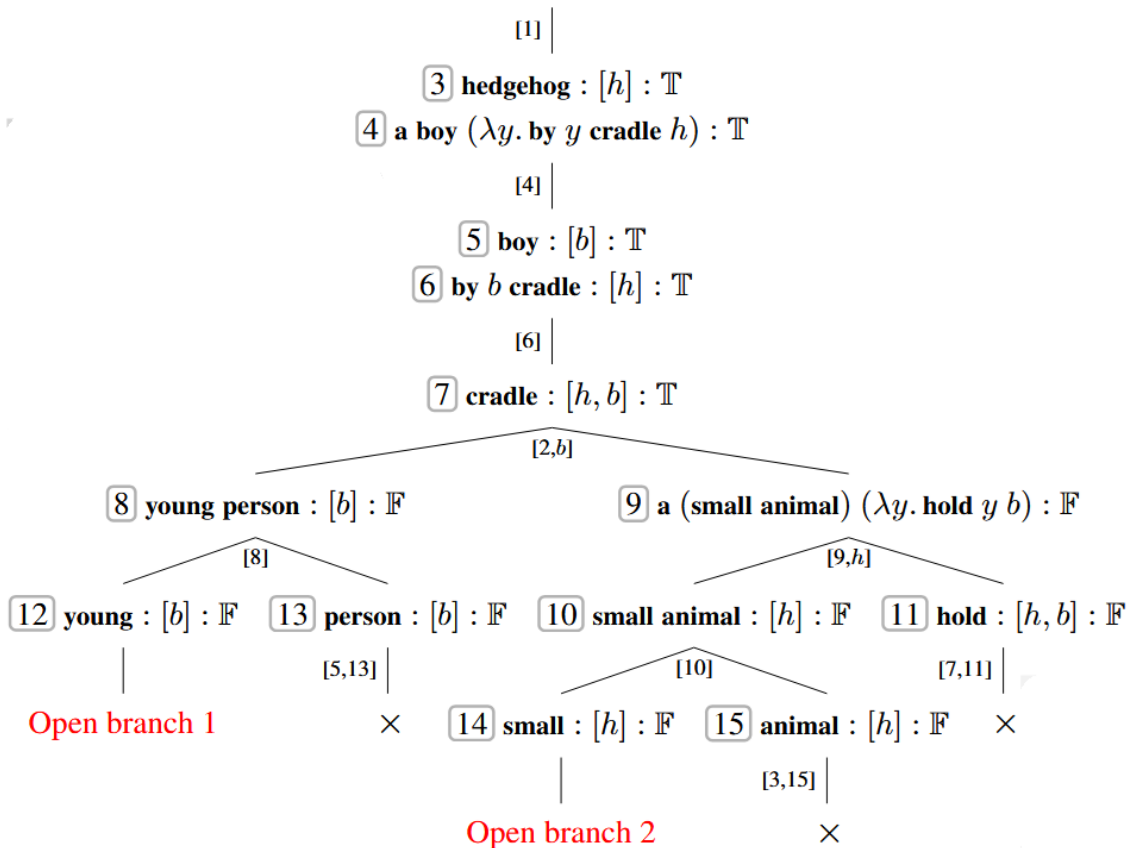 [1]
3 hedgehog : [h] : 𝕋
4 a boy (λy. by y cradle h) : 𝕋
[4]
5 boy : [b] : 𝕋
6 by b cradle : [h] : 𝕋
[6]
7 cradle : [h, b] : 𝕋
[2,b]
8 young person : [b] : 𝔽 9 a (small animal) (λy. hold y b) : 𝔽
[8] [9,h]
12 young : [b] : 𝔽 13 person : [b] : 𝔽 10 small animal : [h] : 𝔽 11 hold : [h, b] : 𝔽
[5,13] [10] [7,11]
Open branch 1 × 14 small : [h] : 𝔽 15 animal : [h] : 𝔽 ×
[3,15]
Open branch 2 ×